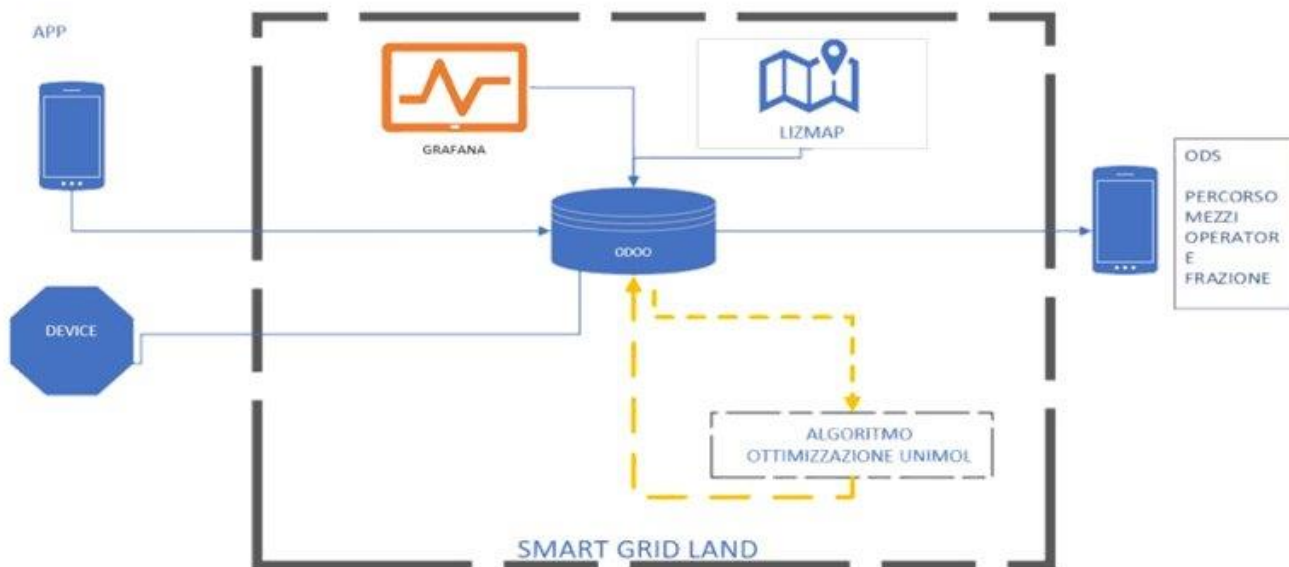 APP
GRAFANA
LIZMAP
ODS
PERCORSO
MEZZI
OPERATOR
E
FRAZIONE
ODOO
DEVICE
ALGORITMO
OTTIMIZZAZIONE UNIMOL
SMART GRID LAND